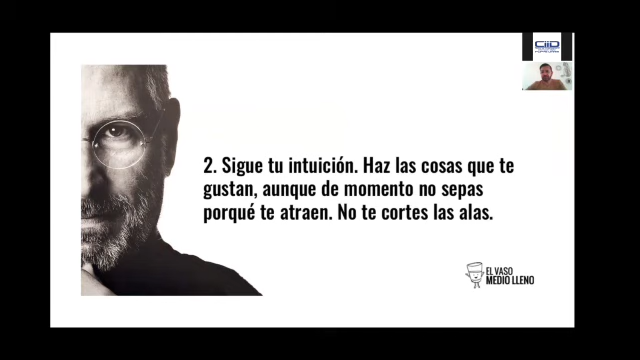 CiiD
2. Sigue tu intuición. Haz las cosas que te
gustan, aunque de momento no sepas
porqué te atraen. No te cortes las alas.
EL VASO
MEDIO LLENO